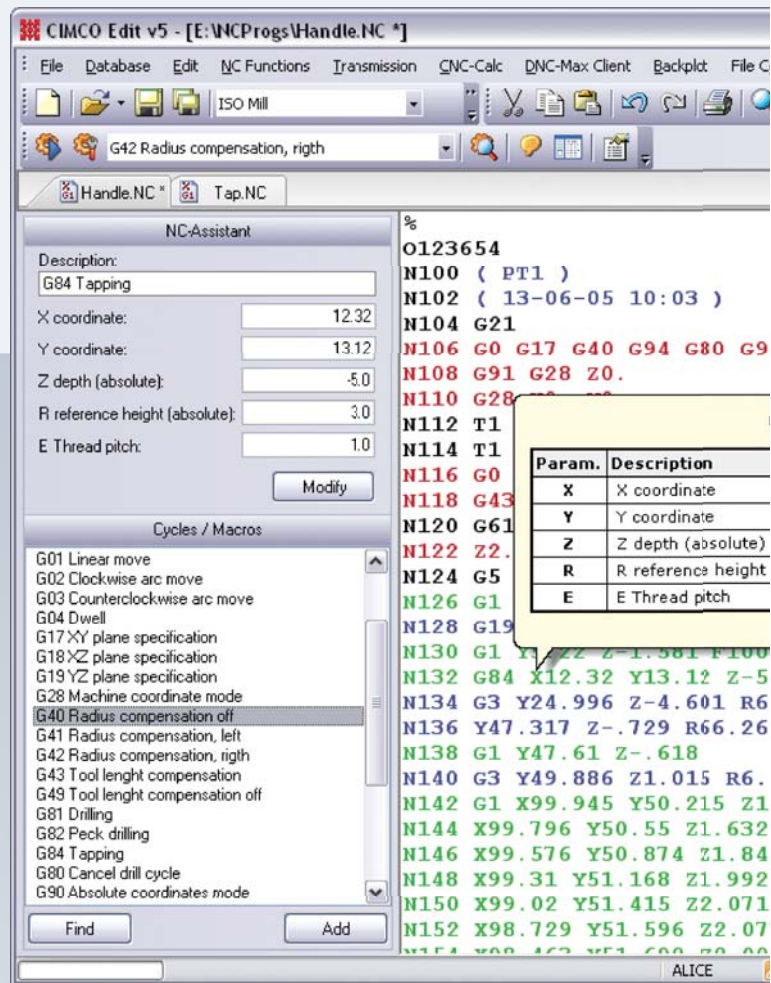 CIMCO Edit v5 - [E:\NCProgs\Handle.NC *]
File Database Edit NC Functions Transmission CNC-Calc DNC-Max Client Backplot File C
ISO Mill
G42 Radius compensation, rigth
Handle.NC * Tap.NC
NC-Assistant
Description:
G84 Tapping
X coordinate: 12.32
Y coordinate: 13.12
Z depth (absolute): -5.0
R reference height (absolute): 3.0
E Thread pitch: 1.0
Modify
Cycles / Macros
G01 Linear move
G02 Clockwise arc move
G03 Counterclockwise arc move
G04 Dwell
G17 XY plane specification
G18 XZ plane specification
G19 YZ plane specification
G28 Machine coordinate mode
G40 Radius compensation off
G41 Radius compensation, left
G42 Radius compensation, rigth
G43 Tool lenght compensation
G49 Tool lenght compensation off
G81 Drilling
G82 Peck drilling
G84 Tapping
G80 Cancel drill cycle
G90 Absolute coordinates mode
Find Add
%
O123654
N100 ( PT1 )
N102 ( 13-06-05 10:03 )
N104 G21
N106 G0 G17 G40 G94 G80 G9
N108 G91 G28 Z0.
N110 G28
N112 T1
N114 T1
N116 G0
N118 G43
N120 G61
N122 Z2.
N124 G5
N126 G1
N128 G19
N130 G1 Z-1.581 F100
N132 G84 X12.32 Y13.12 Z-5
N134 G3 Y24.996 Z-4.601 R6
N136 Y47.317 Z-.729 R66.26
N138 G1 Y47.61 Z-.618
N140 G3 Y49.886 Z1.015 R6.
N142 G1 X99.945 Y50.215 Z1
N144 X99.796 Y50.55 Z1.632
N146 X99.576 Y50.874 Z1.84
N148 X99.31 Y51.168 Z1.992
N150 X99.02 Y51.415 Z2.071
N152 X98.729 Y51.596 Z2.07
Param. Description
X X coordinate
Y Y coordinate
Z Z depth (absolute)
R R reference height
E E Thread pitch
ALICE